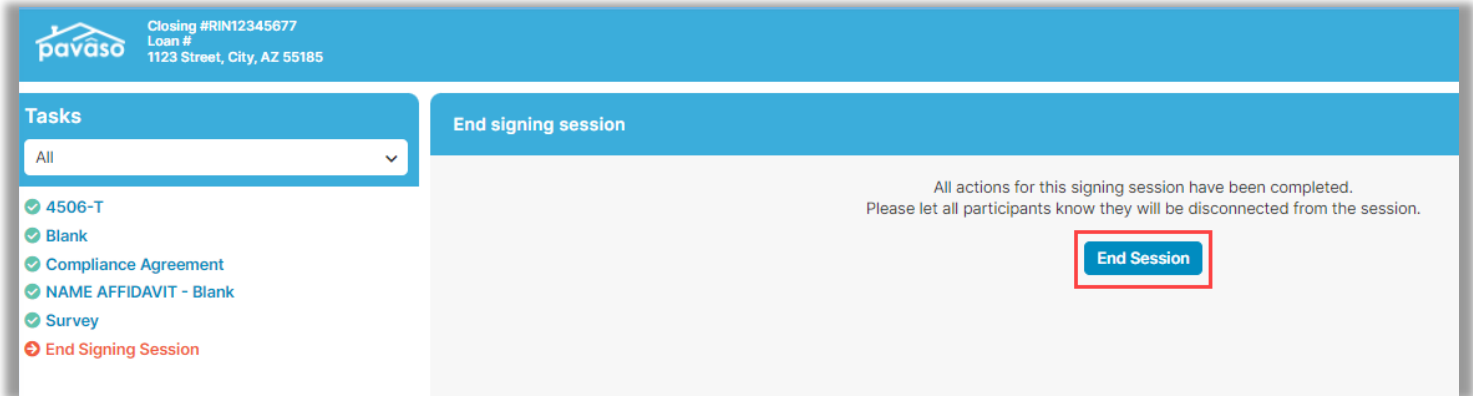 pavaso
Closing #RIN12345677
Loan #
1123 Street, City, AZ 55185
Tasks
All
4506-T
Blank
Compliance Agreement
NAME AFFIDAVIT - Blank
Survey
End Signing Session
End signing session
All actions for this signing session have been completed.
Please let all participants know they will be disconnected from the session.
End Session